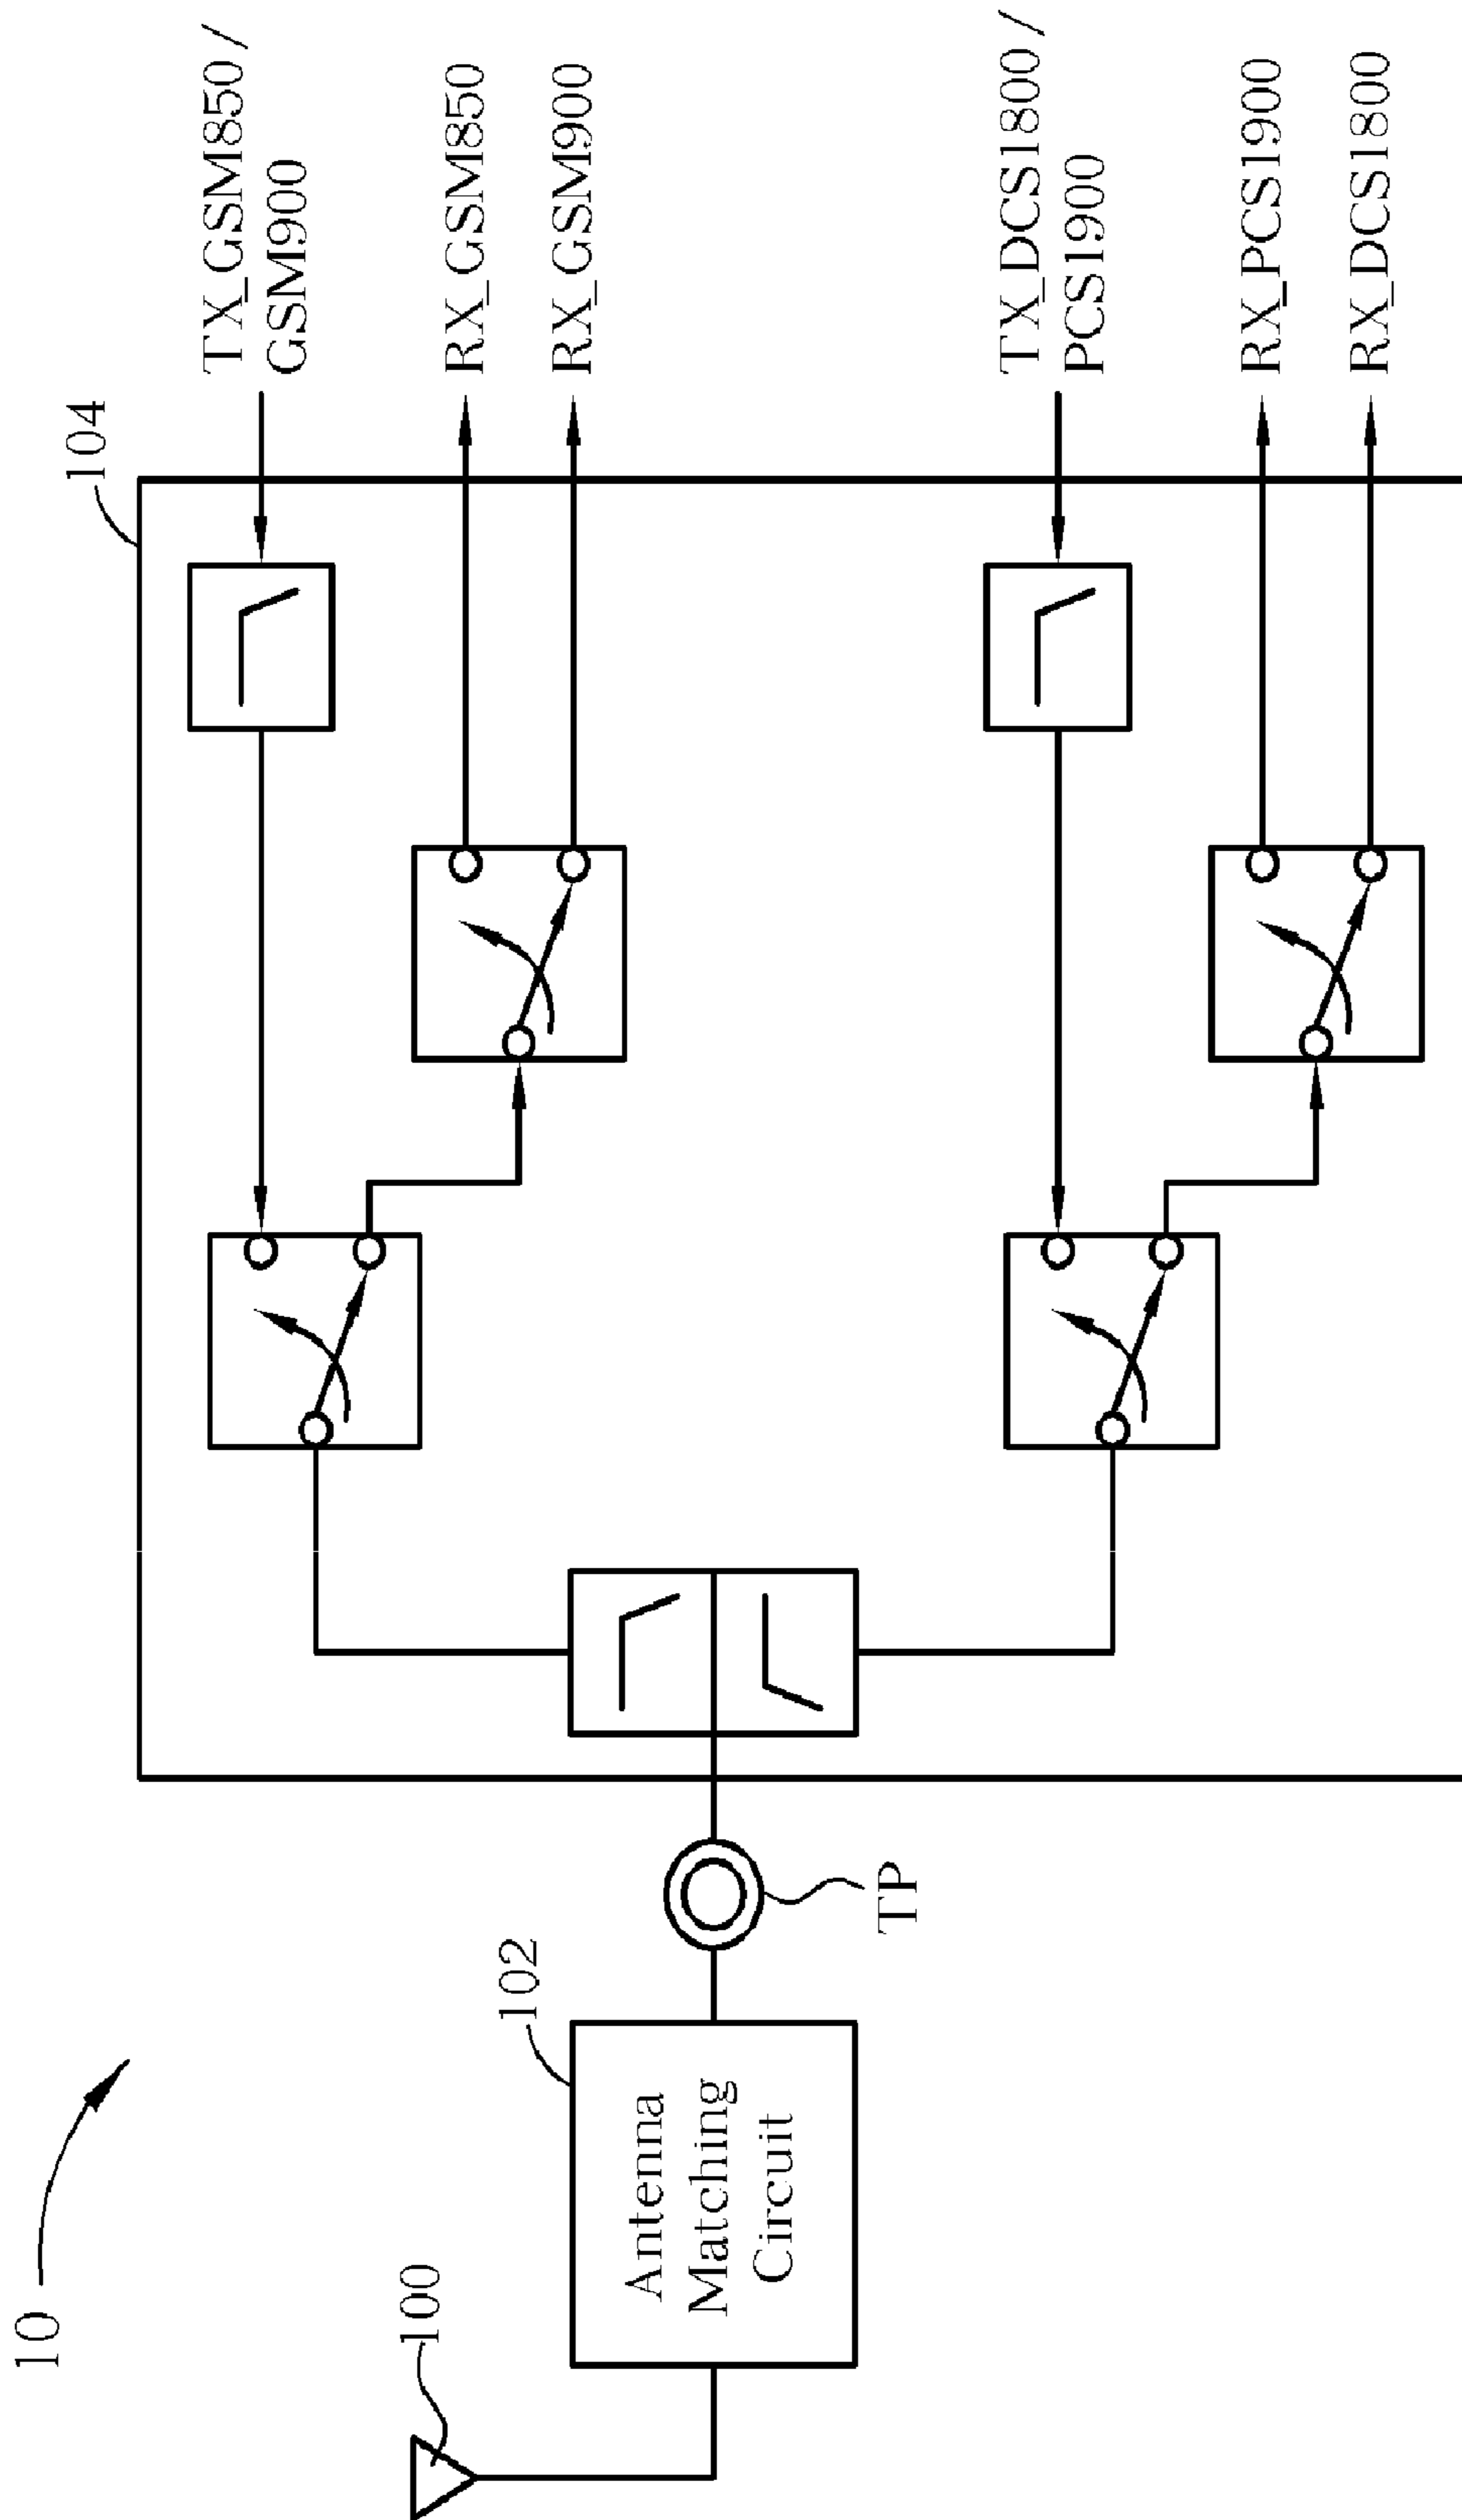 10
100
102
Antenna
Matching
Circuit
TP
104
TX_GSM850 /
GSM900
RX_GSM850
RX_GSM900
TX_DCS1800 /
PCS1900
RX_PCS1900
RX_DCS1800